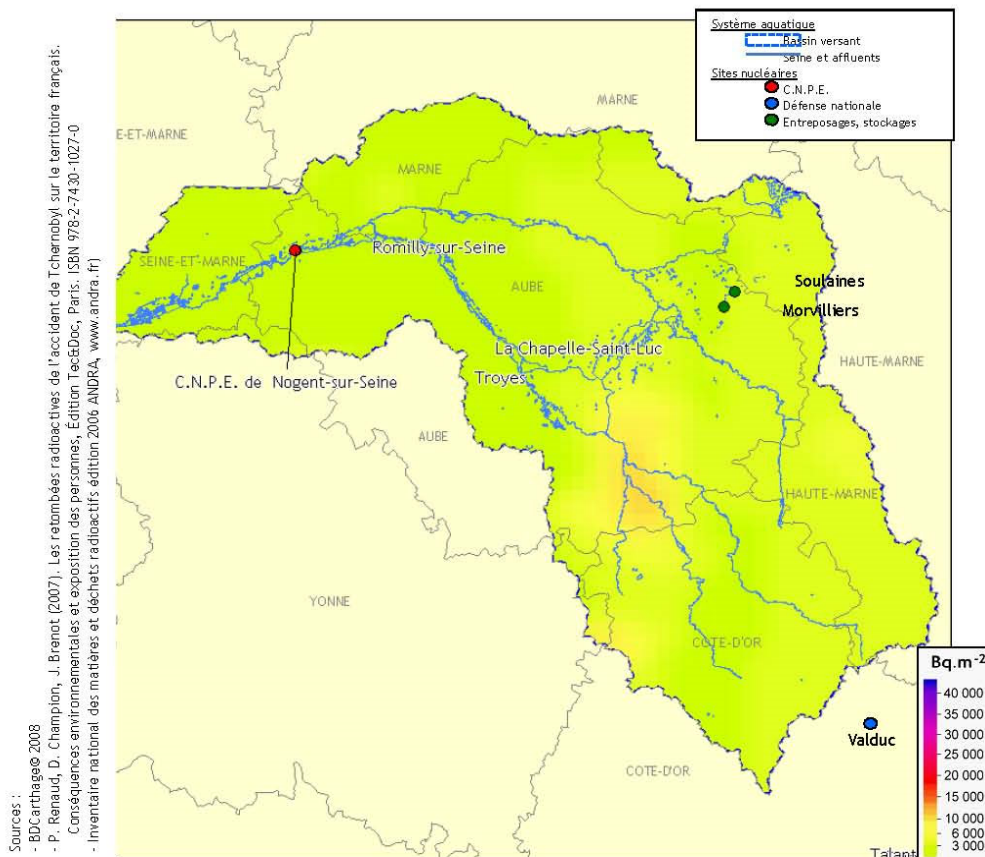 Système aquatique
Bassin versant
Seine et affluents
Sites nucléaires
C.N.P.E.
Défense nationale
Entreposages, stockages
MARNE
E-ET-MARNE
MARNE
Romilly-sur-Seine
SEINE-ET-MARNE
AUBE
Soulaines
Morvilliers
La Chapelle-Saint-Luc
HAUTE-MARNE
Troyes
C.N.P.E. de Nogent-sur-Seine
AUBE
HAUTE-MARNE
YONNE
COTE-D'OR
Valduc
COTE-D'OR
Talant
Bq.m-2
40 000
35 000
30 000
25 000
20 000
15 000
10 000
6 000
3 000
Sources :
- BDCarthage® 2008
- P. Renaud, D. Champion, J. Brenot (2007). Les retombées radioactives de l'accident de Tchernobyl sur le territoire français.
Conséquences environnementales et exposition des personnes, Édition Tec&Doc, Paris. ISBN 978-2-7430-1027-0
- Inventaire national des matières et déchets radioactifs édition 2006 ANDRA, www.andra.fr)